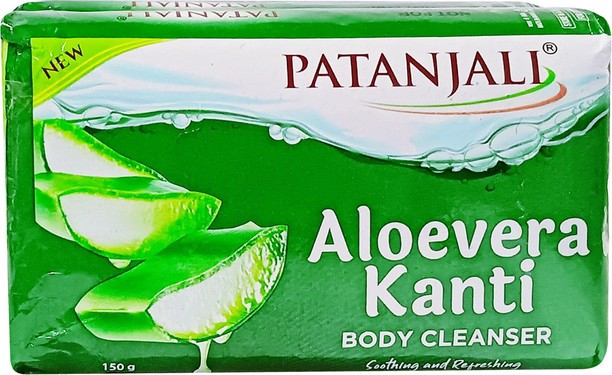 NEW
PATANJALI®
Aloevera
Kanti
BODY CLEANSER
Soothing and Refreshing
150 g